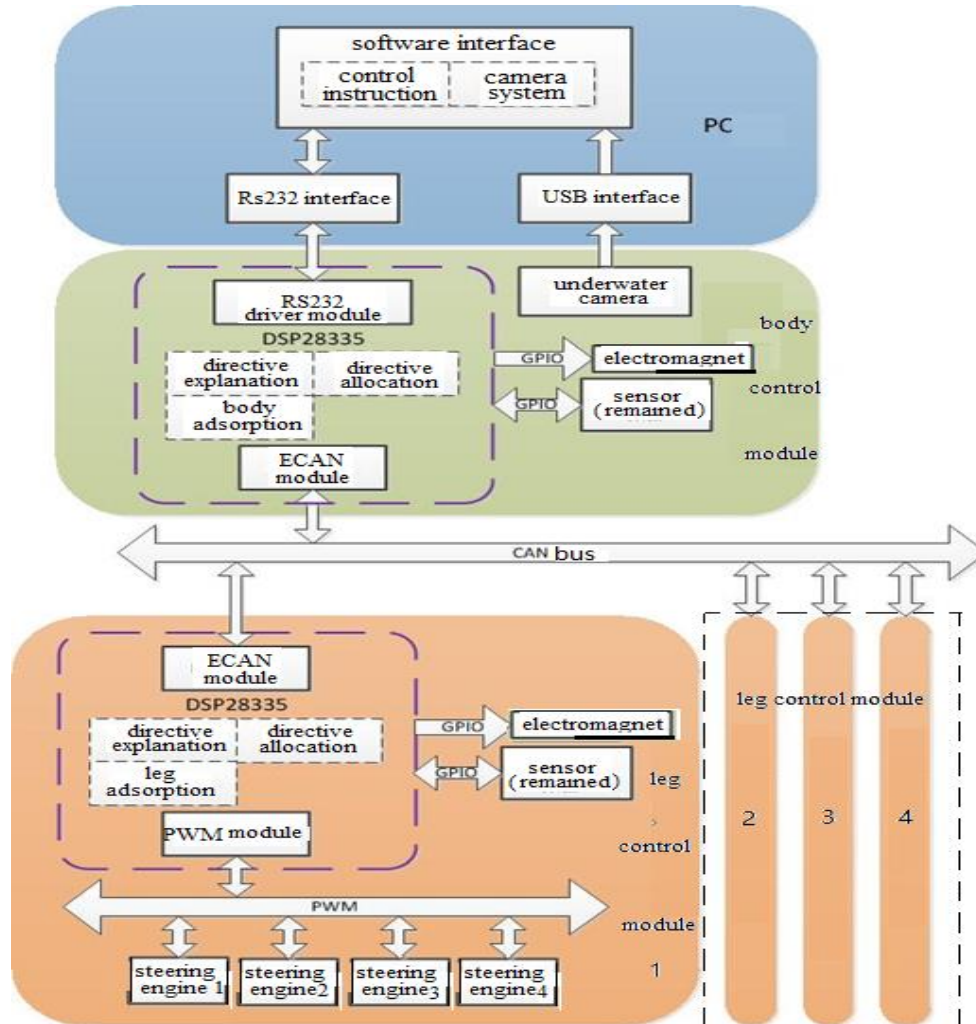 software interface
control
instruction
camera
system
PC
Rs232 interface
USB interface
RS232
driver module
underwater
camera
DSP28335
body
GPIO
electromagnet
directive
explanation
directive
allocation
control
GPIO
sensor
(remained)
body
adsorption
module
ECAN
module
CAN bus
ECAN
module
DSP28335
leg control module
directive
explanation
directive
allocation
GPIO
electromagnet
leg
adsorption
GPIO
sensor
(remained)
leg
2
3
4
PWM module
control
PWM
module
steering
engine 1
steering
engine2
steering
engine3
steering
engine4
1